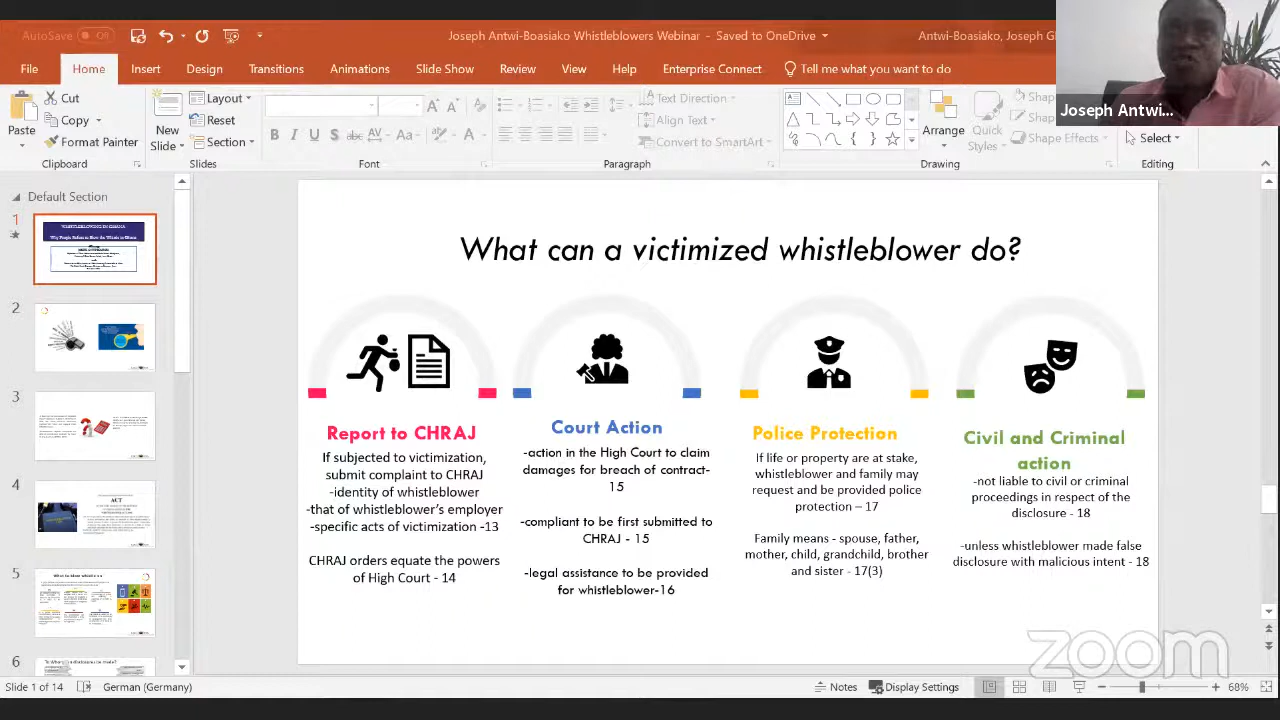 AutoSave Off
Joseph Antwi-Boasiako Whistleblowers Webinar - Saved to OneDrive
Antwi-Boasiako, Joseph
File Home Insert Design Transitions Animations Slide Show Review View Help Enterprise Connect Tell me what you want to do
Joseph Antwi...
Paste
Cut
Copy
Format Painter
Clipboard
New
Slide
Layout
Reset
Section
Slides
Font
Text Direction
Align Text
Convert to SmartArt
Paragraph
Arrange
Quick
Styles
Shape Effects
Drawing
Select
Editing
Default Section
1
2
3
4
ACT
5
6
What can a victimized whistleblower do?
Report to CHRAJ
If subjected to victimization,
submit complaint to CHRAJ
-identity of whistleblower
-that of whistleblower's employer
-specific acts of victimization -13
CHRAJ orders equate the powers
of High Court - 14
Court Action
-action in the High Court to claim
damages for breach of contract-
15
-compliant to be first submitted to
CHRAJ - 15
-legal assistance to be provided
for whistleblower-16
Police Protection
If life or property are at stake,
whistleblower and family may
request and be provided police
protection - 17
Family means - spouse, father,
mother, child, grandchild, brother
and sister - 17(3)
Civil and Criminal
action
-not liable to civil or criminal
proceedings in respect of the
disclosure - 18
-unless whistleblower made false
disclosure with malicious intent - 18
zoom
Slide 1 of 14 German (Germany)
Notes Display Settings 68%